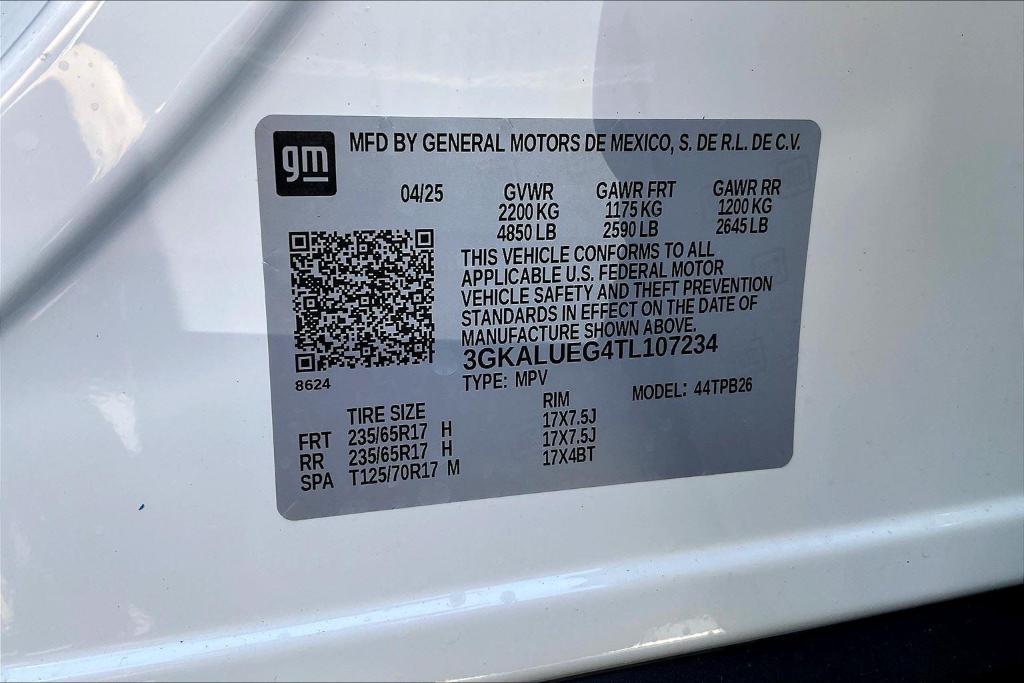 gm
MFD BY GENERAL MOTORS DE MEXICO, S. DE R.L. DE C.V.
04/25 GVWR GAWR FRT GAWR RR
2200 KG 1175 KG 1200 KG
4850 LB 2590 LB 2645 LB
THIS VEHICLE CONFORMS TO ALL
APPLICABLE U.S. FEDERAL MOTOR
VEHICLE SAFETY AND THEFT PREVENTION
STANDARDS IN EFFECT ON THE DATE OF
MANUFACTURE SHOWN ABOVE.
3GKALUEG4TL107234
8624
TYPE: MPV MODEL: 44TPB26
TIRE SIZE RIM
FRT 235/65R17 H 17X7.5J
RR 235/65R17 H 17X7.5J
SPA T125/70R17 M 17X4BT